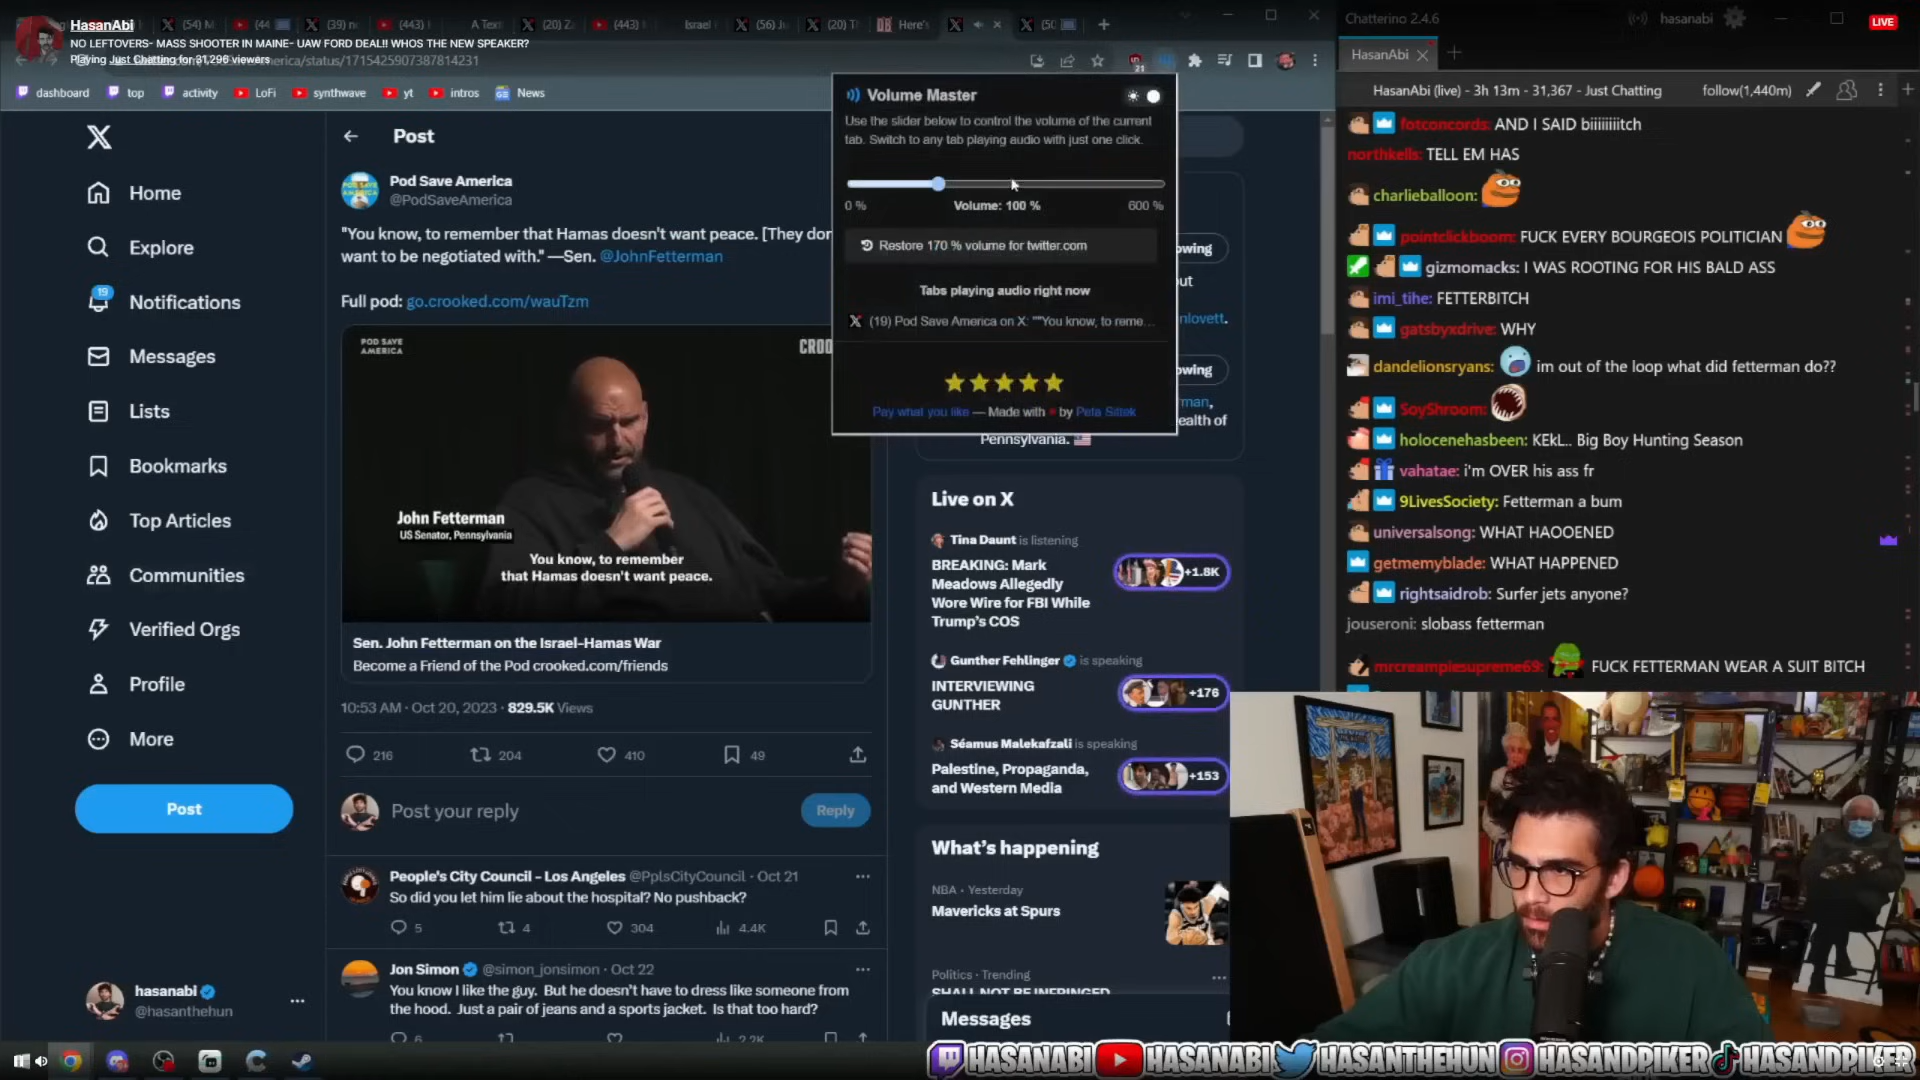 HasanAbi
NO LEFTOVERS- MASS SHOOTER IN MAINE- UAW FORD DEAL!! WHOS THE NEW SPEAKER?
Playing Just Chatting for 31,296 viewers
erica/status/1715425907387814231
LIVE
dashboard
top
activity
LoFi
synthwave
yt
intros
News
Home
Explore
19
Notifications
Messages
Lists
Bookmarks
Top Articles
Communities
Verified Orgs
Profile
More
Post
hasanabi
@hasanthehun
Post
Pod Save America
@PodSaveAmerica
"You know, to remember that Hamas doesn't want peace. [They don
want to be negotiated with." —Sen. @JohnFetterman
Full pod: go.crooked.com/wauTzm
POD SAVE
AMERICA
CROO
John Fetterman
US Senator, Pennsylvania
You know, to remember
that Hamas doesn't want peace.
Sen. John Fetterman on the Israel-Hamas War
Become a Friend of the Pod crooked.com/friends
10:53 AM · Oct 20, 2023 · 829.5K Views
216
204
410
49
Post your reply
Reply
People's City Council - Los Angeles @PplsCityCouncil · Oct 21
So did you let him lie about the hospital? No pushback?
5
4
304
4.4K
Jon Simon @simon_jonsimon · Oct 22
You know I like the guy. But he doesn't have to dress like someone from
the hood. Just a pair of jeans and a sports jacket. Is that too hard?
6
2.2K
Volume Master
Use the slider below to control the volume of the current
tab. Switch to any tab playing audio with just one click.
0 %
Volume: 100 %
600 %
Restore 170 % volume for twitter.com
Tabs playing audio right now
(19) Pod Save America on X: ""You know, to reme...
Pay what you like — Made with by Peta Sittek
owing
out
nlovett.
owing
man,
ealth of
Pennsylvania.
Live on X
Tina Daunt is listening
BREAKING: Mark
Meadows Allegedly
Wore Wire for FBI While
Trump's COS
+1.8K
Gunther Fehlinger is speaking
INTERVIEWING
GUNTHER
+176
Séamus Malekafzali is speaking
Palestine, Propaganda,
and Western Media
+153
What's happening
NBA · Yesterday
Mavericks at Spurs
Politics · Trending
SHALL NOT BE INFRINGED
Messages
Chatterino 2.4.6
hasanabi
HasanAbi
HasanAbi (live) - 3h 13m - 31,367 - Just Chatting
follow(1,440m)
fotconcords: AND I SAID biiiiiiiitch
northkells: TELL EM HAS
charlieballoon:
pointclickboom: FUCK EVERY BOURGEOIS POLITICIAN
gizmomacks: I WAS ROOTING FOR HIS BALD ASS
imi_tihe: FETTERBITCH
gatsbyxdrive: WHY
dandelionsryans: im out of the loop what did fetterman do??
SoyShroom:
holocenehasbeen: KEkL.. Big Boy Hunting Season
vahatae: i'm OVER his ass fr
9LivesSociety: Fetterman a bum
universalsong: WHAT HAOOENED
getmemyblade: WHAT HAPPENED
rightsaidrob: Surfer jets anyone?
jouseroni: slobass fetterman
mrcreamplesupreme69: FUCK FETTERMAN WEAR A SUIT BITCH
HASANABI
HASANABI
HASANTHEHUN
HASANDPIKER
HASANDPIKER